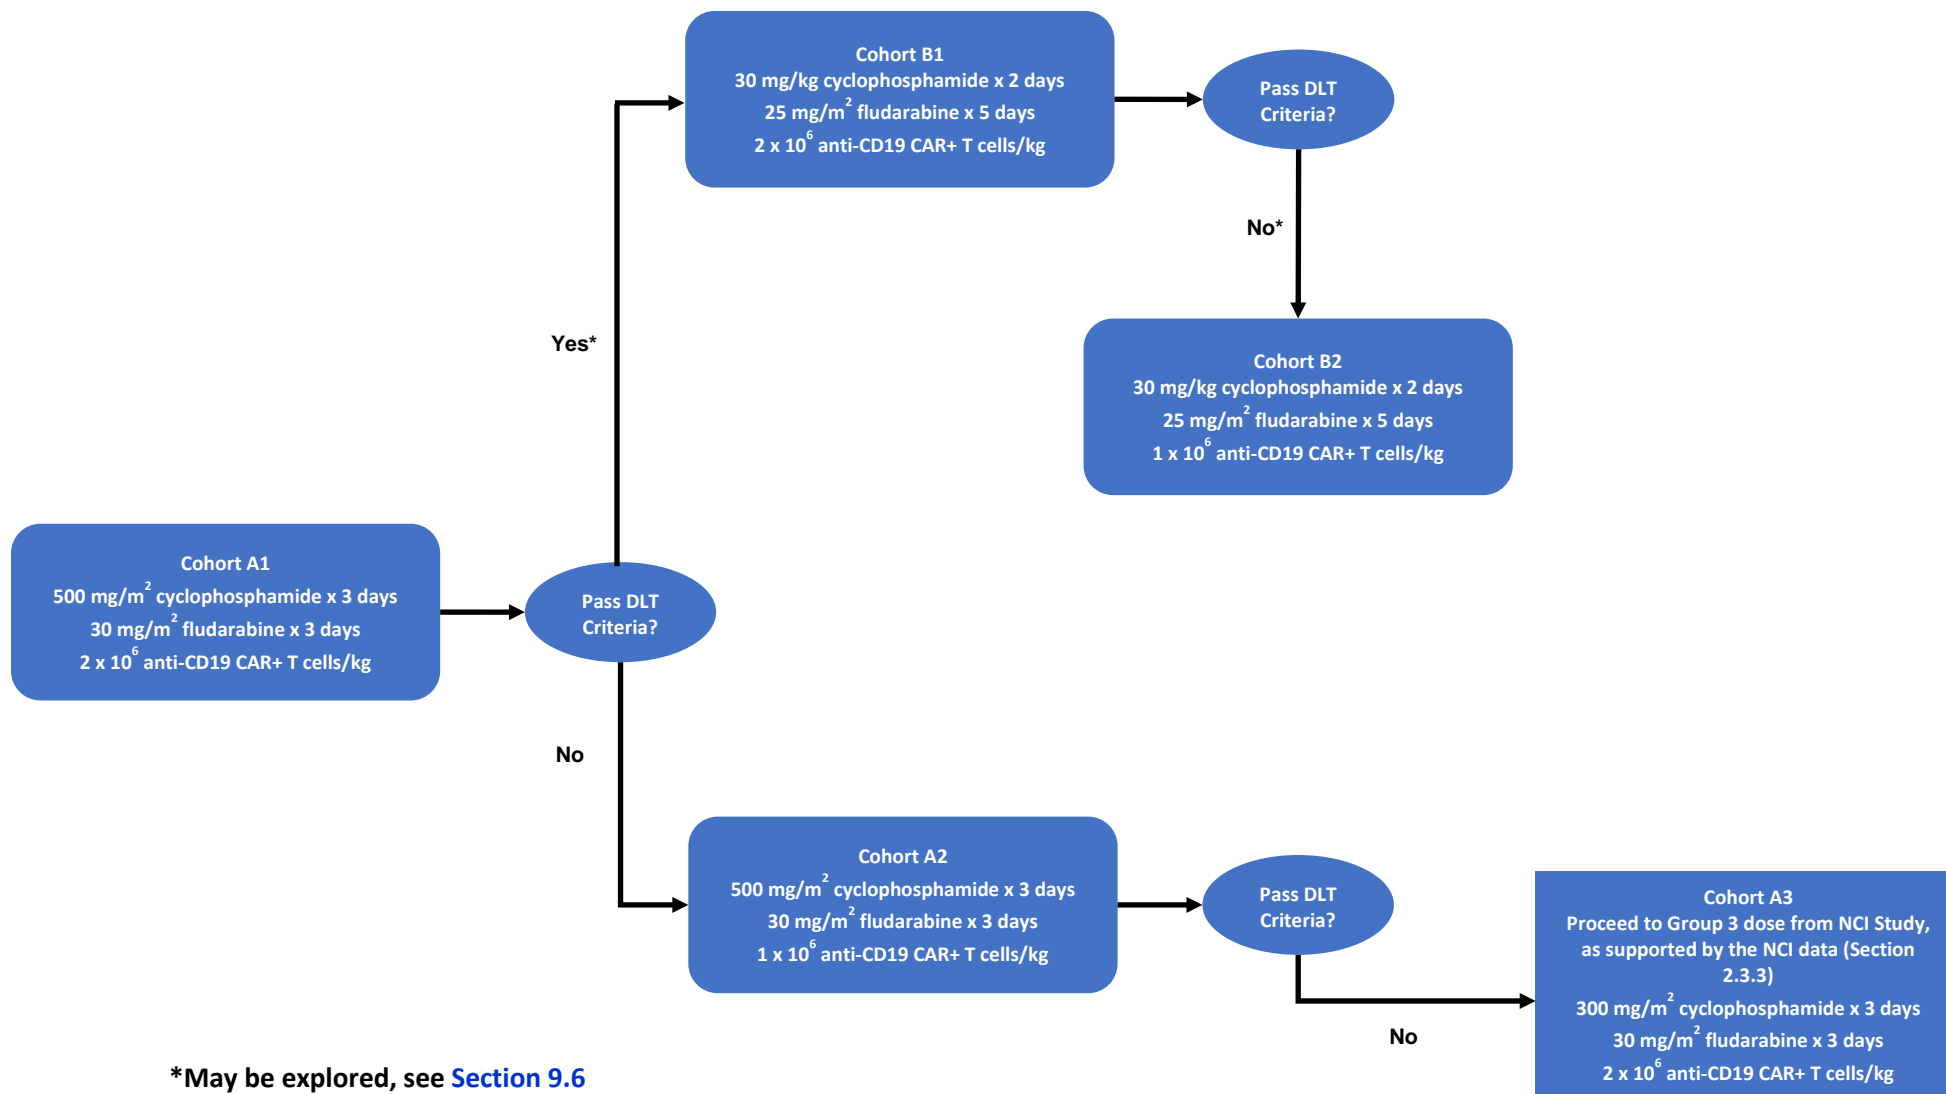 Cohort B1
30 mg/kg cyclophosphamide x 2 days
25 mg/m² fludarabine x 5 days
2 x 10⁶ anti-CD19 CAR+ T cells/kg
Pass DLT
Criteria?
No*
Yes*
Cohort B2
30 mg/kg cyclophosphamide x 2 days
25 mg/m² fludarabine x 5 days
1 x 10⁶ anti-CD19 CAR+ T cells/kg
Cohort A1
500 mg/m² cyclophosphamide x 3 days
30 mg/m² fludarabine x 3 days
2 x 10⁶ anti-CD19 CAR+ T cells/kg
Pass DLT
Criteria?
No
Cohort A2
500 mg/m² cyclophosphamide x 3 days
30 mg/m² fludarabine x 3 days
1 x 10⁶ anti-CD19 CAR+ T cells/kg
Pass DLT
Criteria?
No
Cohort A3
Proceed to Group 3 dose from NCI Study,
as supported by the NCI data (Section
2.3.3)
300 mg/m² cyclophosphamide x 3 days
30 mg/m² fludarabine x 3 days
2 x 10⁶ anti-CD19 CAR+ T cells/kg
*May be explored, see Section 9.6